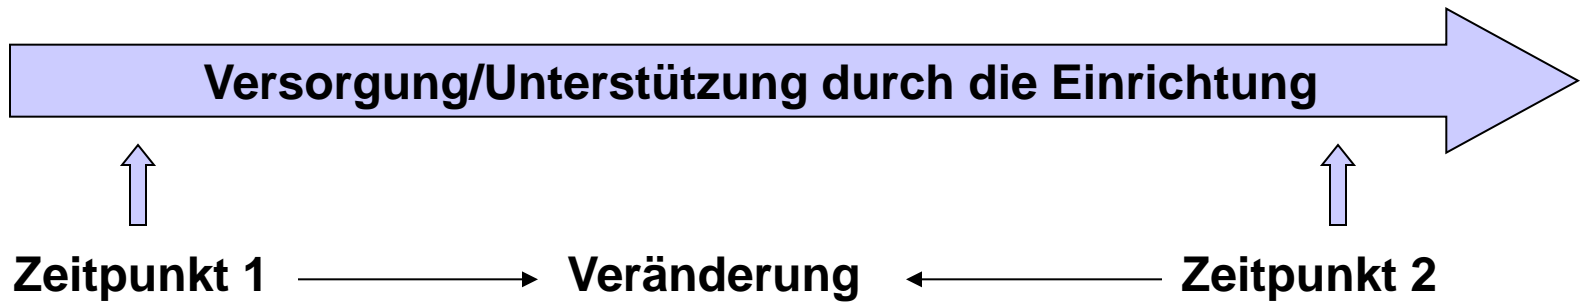 Versorgung/Unterstützung durch die Einrichtung
Zeitpunkt 1 Veränderung Zeitpunkt 2